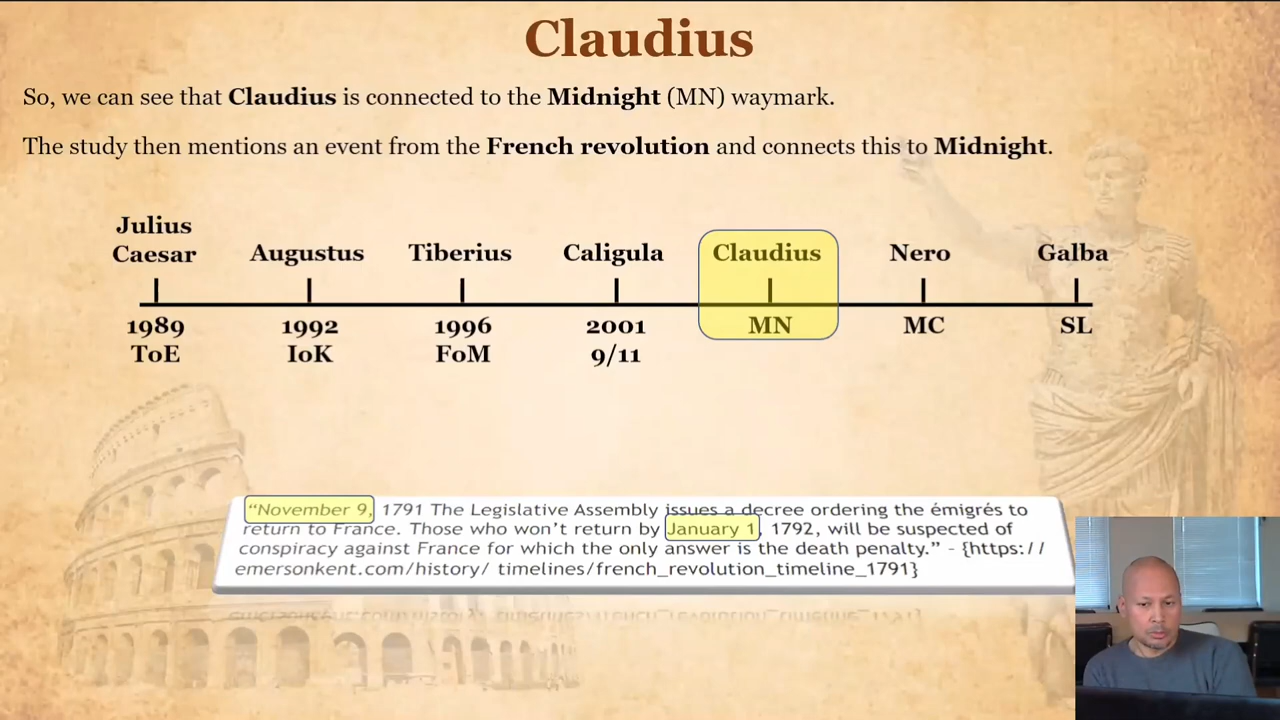 Claudius
So, we can see that Claudius is connected to the Midnight (MN) waymark.
The study then mentions an event from the French revolution and connects this to Midnight.
Julius
Caesar Augustus Tiberius Caligula Claudius Nero Galba
1989 1992 1996 2001 MN MC SL
ToE IoK FoM 9/11
“November 9, 1791 The Legislative Assembly issues a decree ordering the émigrés to
return to France. Those who won’t return by January 1, 1792, will be suspected of
conspiracy against France for which the only answer is the death penalty.” - {https://
emersonkent.com/history/ timelines/french_revolution_timeline_1791}